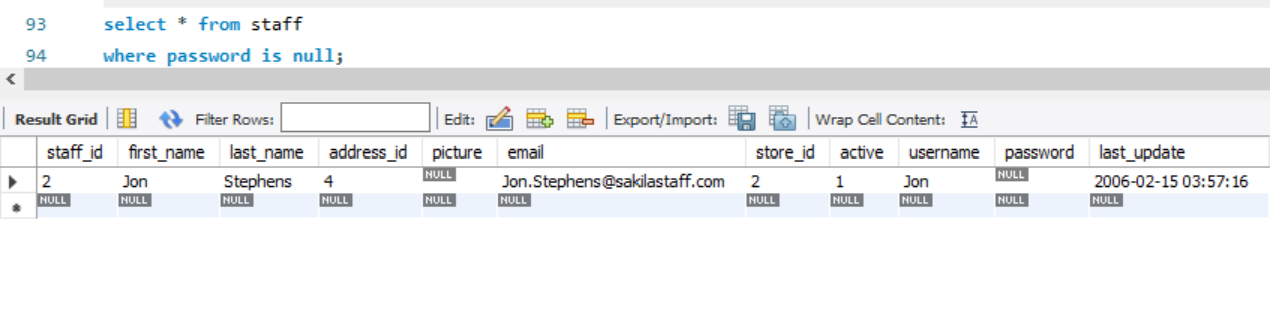 93 select * from staff
94 where password is null;
Result Grid Filter Rows: Edit: Export/Import: Wrap Cell Content: IA
staff_id first_name last_name address_id picture email store_id active username password last_update
2 Jon Stephens 4 NULL Jon.Stephens@sakilastaff.com 2 1 Jon NULL 2006-02-15 03:57:16
NULL NULL NULL NULL NULL NULL NULL NULL NULL NULL NULL